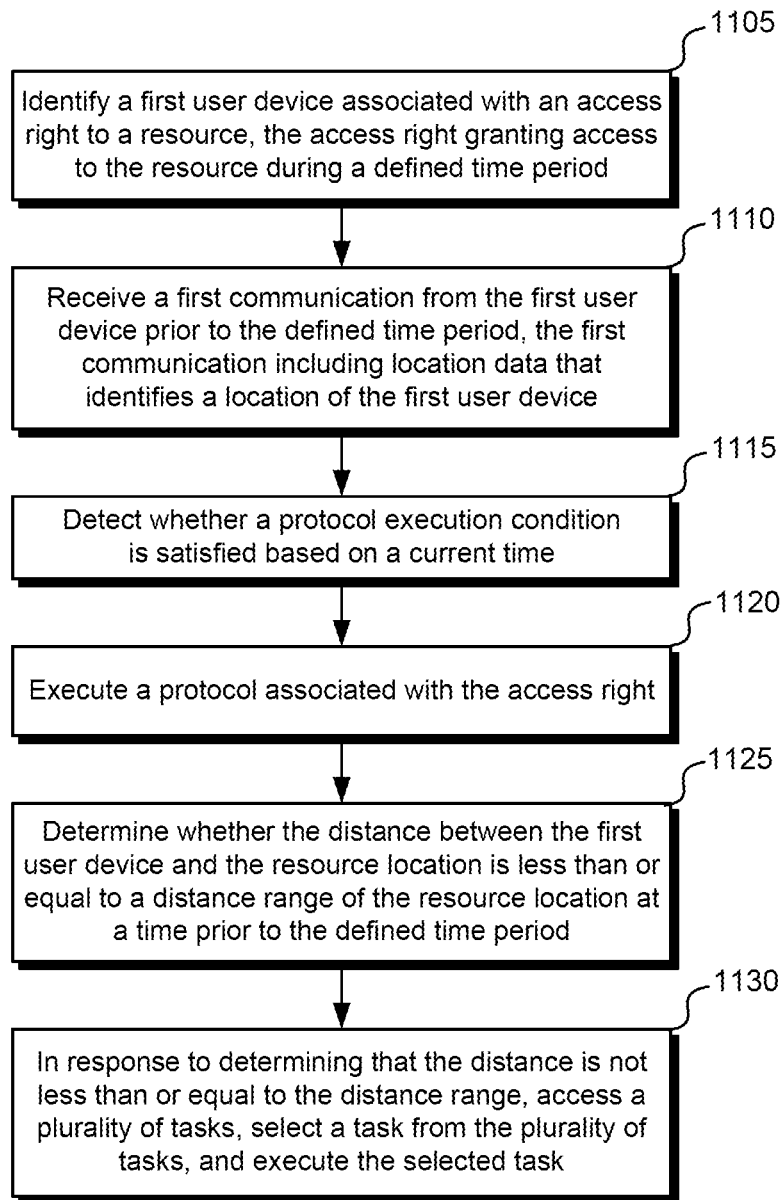 1105
Identify a first user device associated with an access
right to a resource, the access right granting access
to the resource during a defined time period
1110
Receive a first communication from the first user
device prior to the defined time period, the first
communication including location data that
identifies a location of the first user device
1115
Detect whether a protocol execution condition
is satisfied based on a current time
1120
Execute a protocol associated with the access right
1125
Determine whether the distance between the first
user device and the resource location is less than or
equal to a distance range of the resource location at
a time prior to the defined time period
1130
In response to determining that the distance is not
less than or equal to the distance range, access a
plurality of tasks, select a task from the plurality of
tasks, and execute the selected task